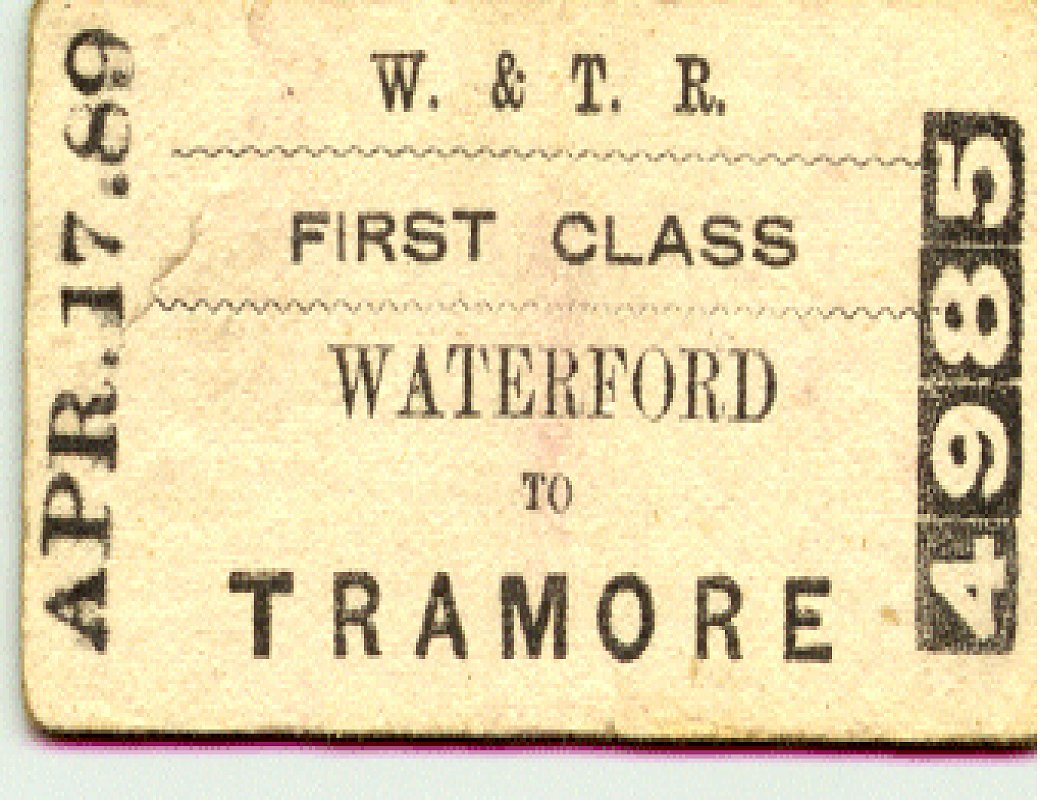 W. & T. R.
FIRST CLASS
WATERFORD
TO
TRAMORE
APR.17.89
4985